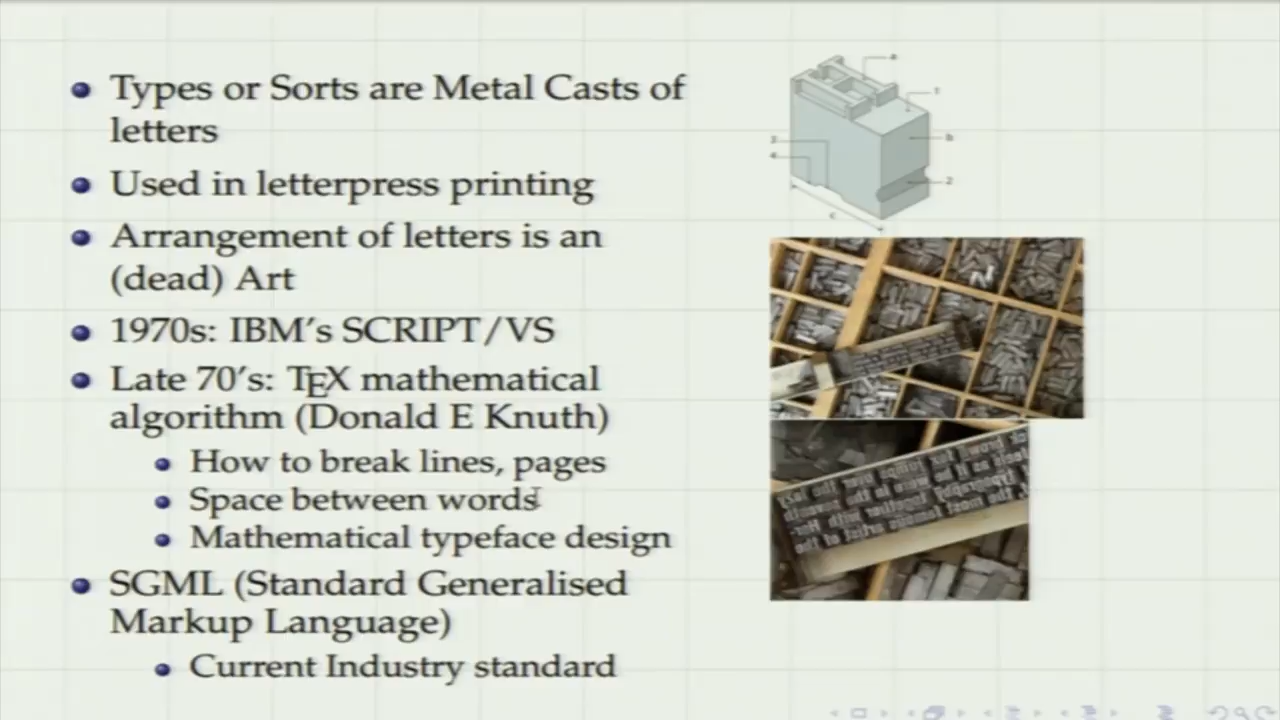 Types or Sorts are Metal Casts of
letters
Used in letterpress printing
Arrangement of letters is an
(dead) Art
1970s: IBM's SCRIPT/VS
Late 70's: TEX mathematical
algorithm (Donald E Knuth)
How to break lines, pages
Space between words
Mathematical typeface design
SGML (Standard Generalised
Markup Language)
Current Industry standard